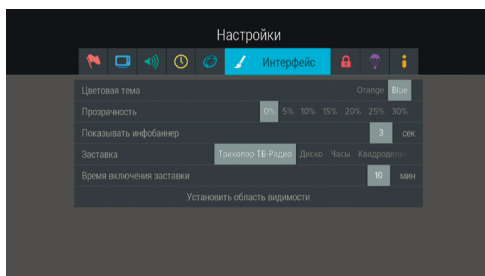 Настройки
Интерфейс
Цветовая тема Orange Blue
Прозрачность 0% 5% 10% 15% 20% 25% 30%
Показывать инфобаннер 3 сек
Заставка Триколор ТВ-Радио Диско Часы
Время включения заставки 10 мин
Установить область видимости